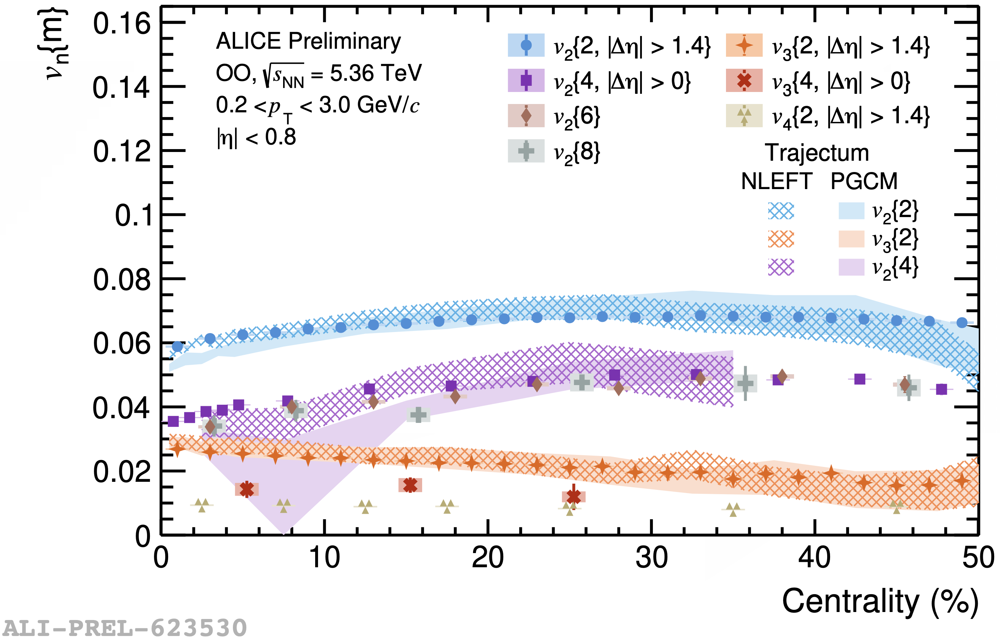 v_n{m}
0.16
0.14
0.12
0.1
0.08
0.06
0.04
0.02
0
ALICE Preliminary
OO, √s_NN = 5.36 TeV
0.2 < p_T < 3.0 GeV/c
|η| < 0.8
v_2{2, |Δη| > 1.4}
v_2{4, |Δη| > 0}
v_2{6}
v_2{8}
v_3{2, |Δη| > 1.4}
v_3{4, |Δη| > 0}
v_4{2, |Δη| > 1.4}
Trajectum
NLEFT PGCM
v_2{2}
v_3{2}
v_2{4}
0 10 20 30 40 50
Centrality (%)
ALI-PREL-623530